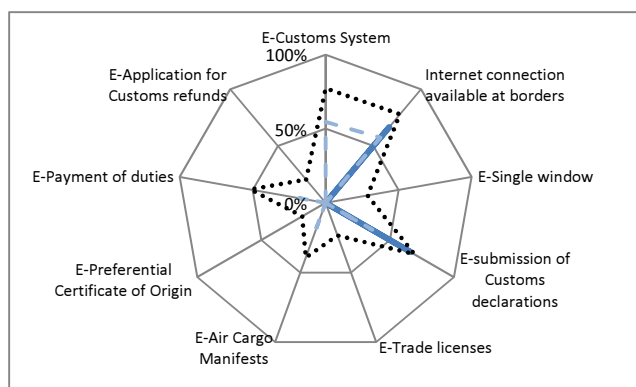 E-Customs System
100%
E-Application for
Customs refunds
Internet connection
available at borders
50%
E-Payment of duties
E-Single window
0%
E-Preferential
Certificate of Origin
E-submission of
Customs
declarations
E-Air Cargo
Manifests
E-Trade licenses